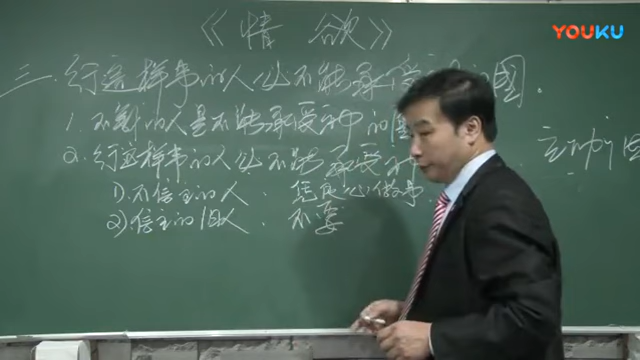 YOUKU
《情 欲》
三.行这样事的人必不能承受 的国。
1.不义的人是不能承受神的国
2.行这样事的人必不能承受神
1).不信主的人、凭 心做事.
2).信主的旧人、不要
主